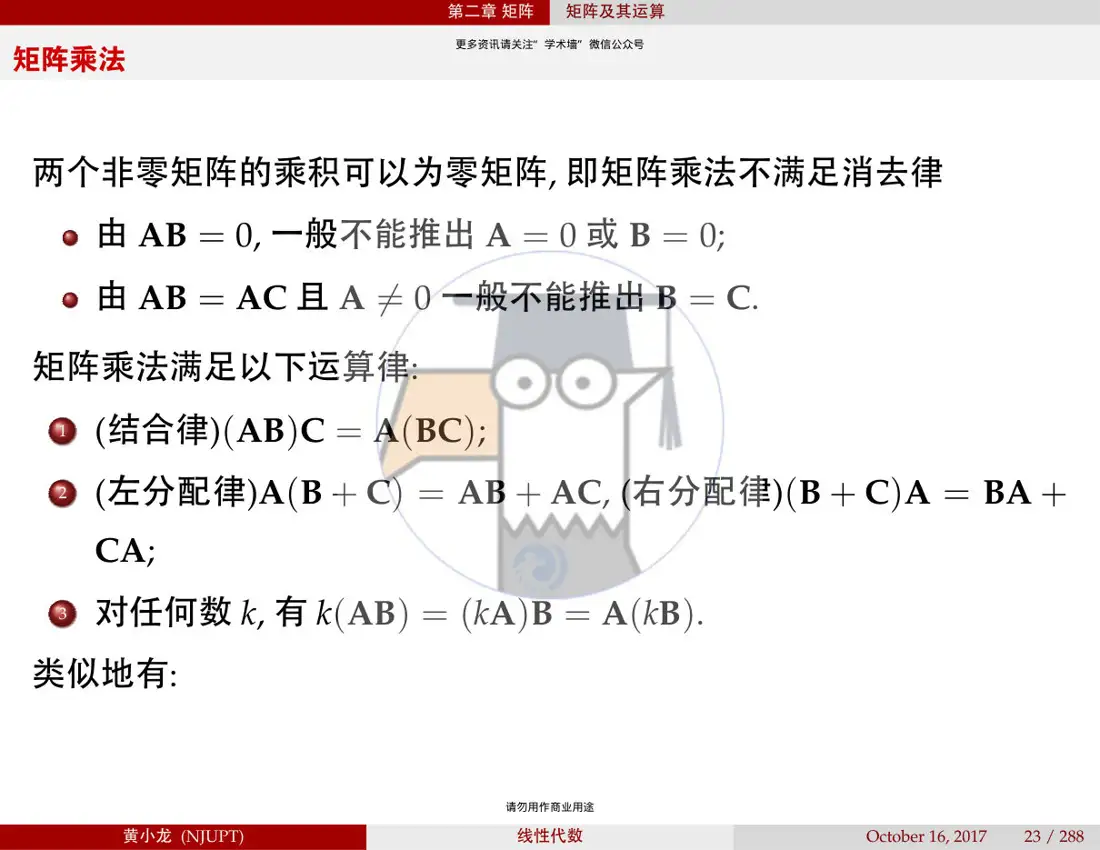 第二章 矩阵 矩阵及其运算
更多资讯请关注“学术墙”微信公众号
矩阵乘法
两个非零矩阵的乘积可以为零矩阵, 即矩阵乘法不满足消去律
由 AB = 0, 一般不能推出 A = 0 或 B = 0;
由 AB = AC 且 A ≠ 0 一般不能推出 B = C.
矩阵乘法满足以下运算律:
1 (结合律)(AB)C = A(BC);
2 (左分配律)A(B + C) = AB + AC, (右分配律)(B + C)A = BA +
CA;
3 对任何数 k, 有 k(AB) = (kA)B = A(kB).
类似地有:
请勿用作商业用途
黄小龙 (NJUPT) 线性代数 October 16, 2017 23 / 288